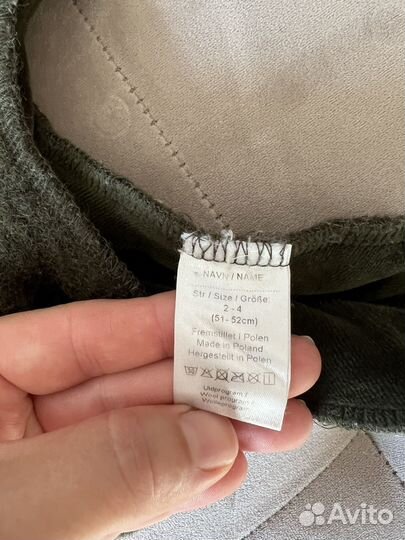 NAVN / NAME
Str / Size / Größe:
2 - 4
(51- 52cm)
Fremstillet i Polen
Made in Poland
Hergestellt in Polen
Uldprogram /
Wool program /
Wolleprogram
Avito